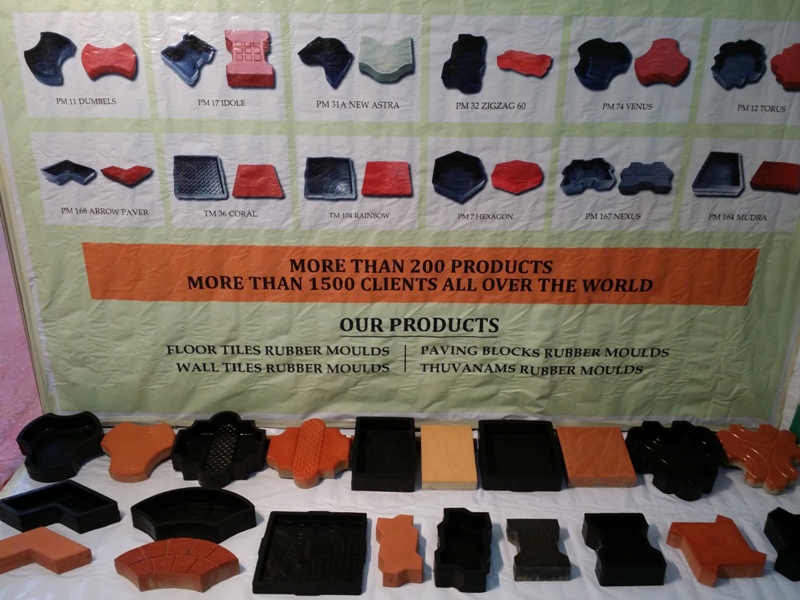 PM 11 DUMBELS
PM 17 IDOLE
PM 31A NEW ASTRA
PM 32 ZIGZAG 60
PM 74 VENUS
PM 12 TORUS
PM 168 ARROW PAVER
TM 36 CORAL
TM 104 RAINBOW
PM 7 HEXAGON
PM 167 NEXUS
PM 164 MUDRA
MORE THAN 200 PRODUCTS
MORE THAN 1500 CLIENTS ALL OVER THE WORLD
OUR PRODUCTS
FLOOR TILES RUBBER MOULDS
WALL TILES RUBBER MOULDS
PAVING BLOCKS RUBBER MOULDS
THUVANAMS RUBBER MOULDS